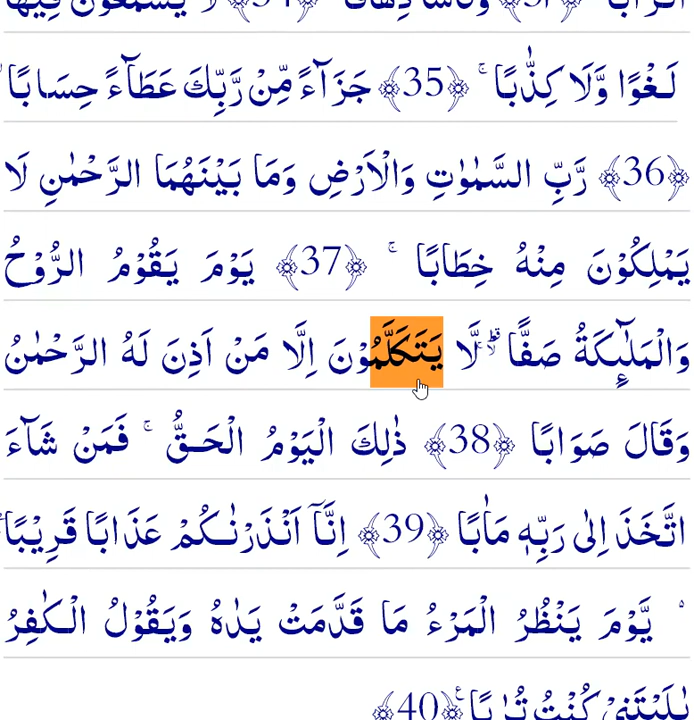 لَغْوًا وَّلَا كِذّٰبًا ۚ ﴿35﴾ جَزَآءً مِّنْ رَّبِّكَ عَطَآءً حِسَابًا ۙ
﴿36﴾ رَّبِّ السَّمٰوٰتِ وَالْاَرْضِ وَمَا بَيْنَهُمَا الرَّحْمٰنِ لَا
يَمْلِكُوْنَ مِنْهُ خِطَابًا ۚ ﴿37﴾ يَوْمَ يَقُوْمُ الرُّوْحُ
وَالْمَلٰٓئِكَةُ صَفًّا ۙؕ لَّا يَتَكَلَّمُوْنَ اِلَّا مَنْ اَذِنَ لَهُ الرَّحْمٰنُ
وَقَالَ صَوَابًا ﴿38﴾ ذٰلِكَ الْيَوْمُ الْحَقُّ ۚ فَمَنْ شَآءَ
اتَّخَذَ اِلٰى رَبِّهٖ مَاٰبًا ﴿39﴾ اِنَّاۤ اَنْذَرْنٰكُمْ عَذَابًا قَرِيْبًا
ۖ يَّوْمَ يَنْظُرُ الْمَرْءُ مَا قَدَّمَتْ يَدٰهُ وَيَقُوْلُ الْكٰفِرُ
يٰلَيْتَنِيْ كُنْتُ تُرٰبًا ﴿40﴾